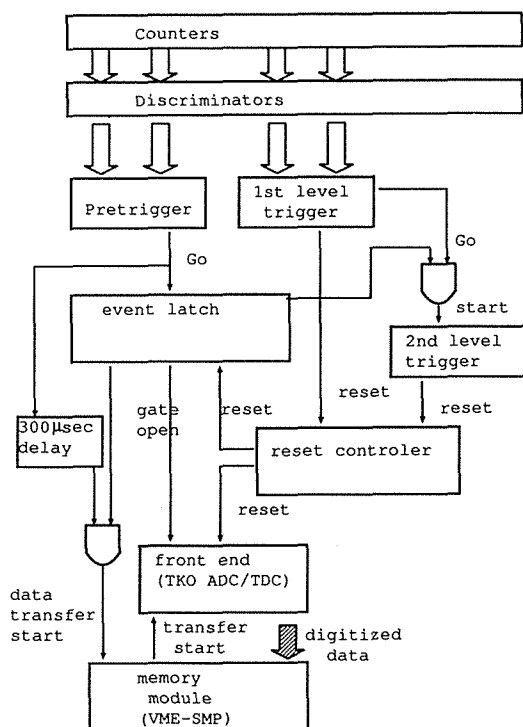 Counters
Discriminators
Pretrigger
1st level
trigger
Go
Go
start
event latch
2nd level
trigger
300μsec
delay
gate
open
reset
reset
reset
reset controler
reset
front end
(TKO ADC/TDC)
data
transfer
start
transfer
start
digitized
data
memory
module
(VME-SMP)